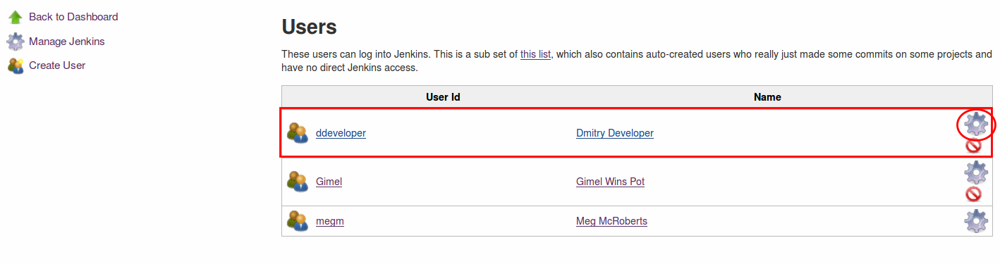 Back to Dashboard
Manage Jenkins
Create User
Users
These users can log into Jenkins. This is a sub set of this list, which also contains auto-created users who really just made some commits on some projects and
have no direct Jenkins access.
User Id Name
ddeveloper Dmitry Developer
Gimel Gimel Wins Pot
megm Meg McRoberts